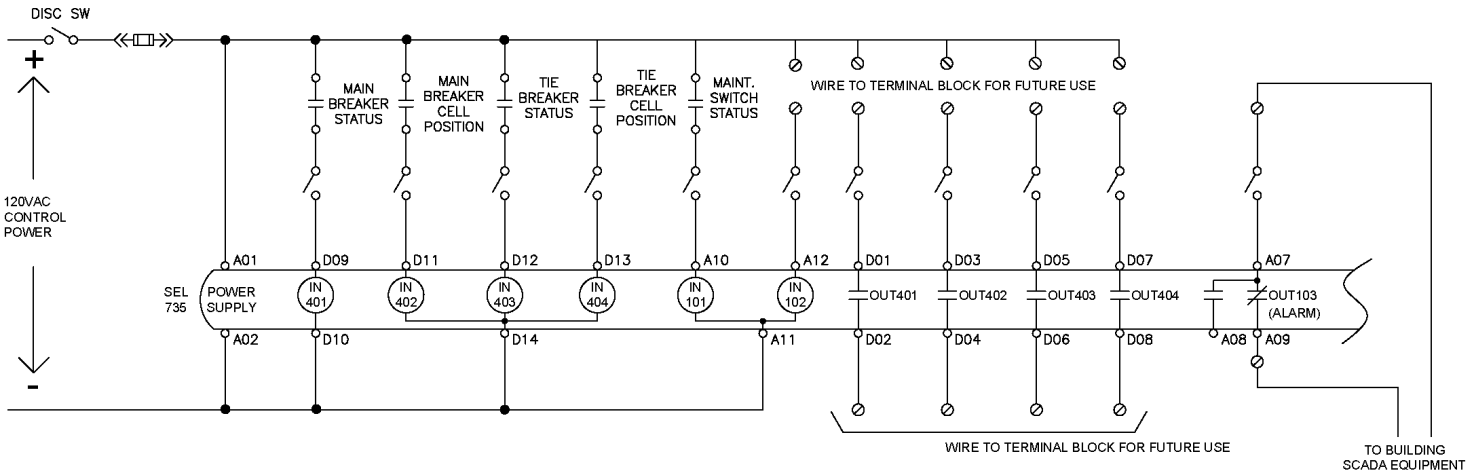 DISC SW
+
120VAC
CONTROL
POWER
-
MAIN
BREAKER
STATUS
MAIN
BREAKER
CELL
POSITION
TIE
BREAKER
STATUS
TIE
BREAKER
CELL
POSITION
MAINT.
SWITCH
STATUS
WIRE TO TERMINAL BLOCK FOR FUTURE USE
A01
D09
D11
D12
D13
A10
A12
D01
D03
D05
D07
A07
SEL
735
POWER
SUPPLY
IN
401
IN
402
IN
403
IN
404
IN
101
IN
102
OUT401
OUT402
OUT403
OUT404
OUT103
(ALARM)
A02
D10
D14
A11
D02
D04
D06
D08
A08
A09
WIRE TO TERMINAL BLOCK FOR FUTURE USE
TO BUILDING
SCADA EQUIPMENT